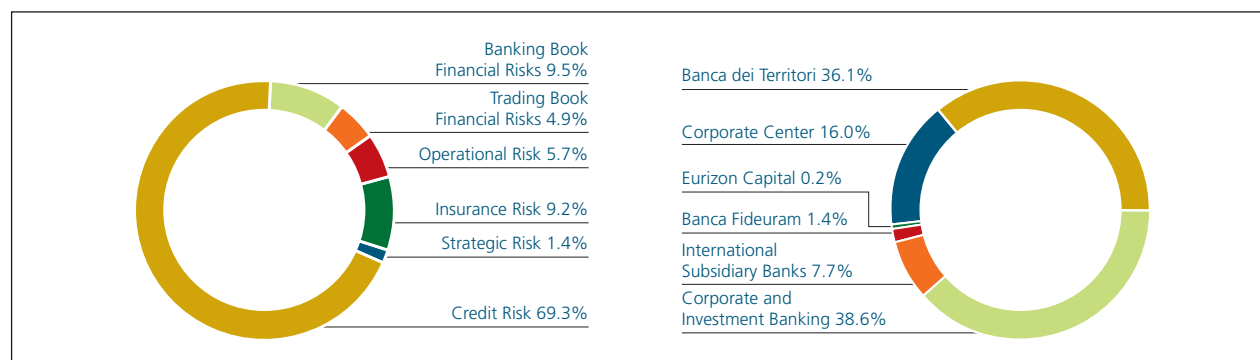 Banking Book
Financial Risks 9.5%
Trading Book
Financial Risks 4.9%
Operational Risk 5.7%
Insurance Risk 9.2%
Strategic Risk 1.4%
Credit Risk 69.3%
Banca dei Territori 36.1%
Corporate Center 16.0%
Eurizon Capital 0.2%
Banca Fideuram 1.4%
International
Subsidiary Banks 7.7%
Corporate and
Investment Banking 38.6%